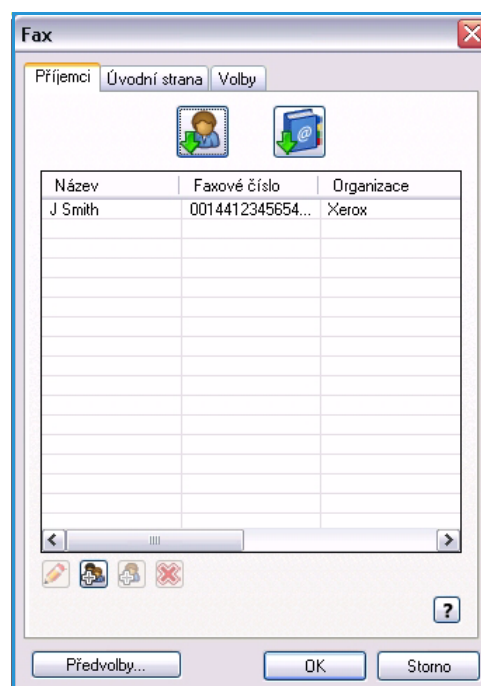 Fax
Příjemci Úvodní strana Volby
Název Faxové číslo Organizace
J Smith 0014412345654... Xerox
?
Předvolby... OK Storno